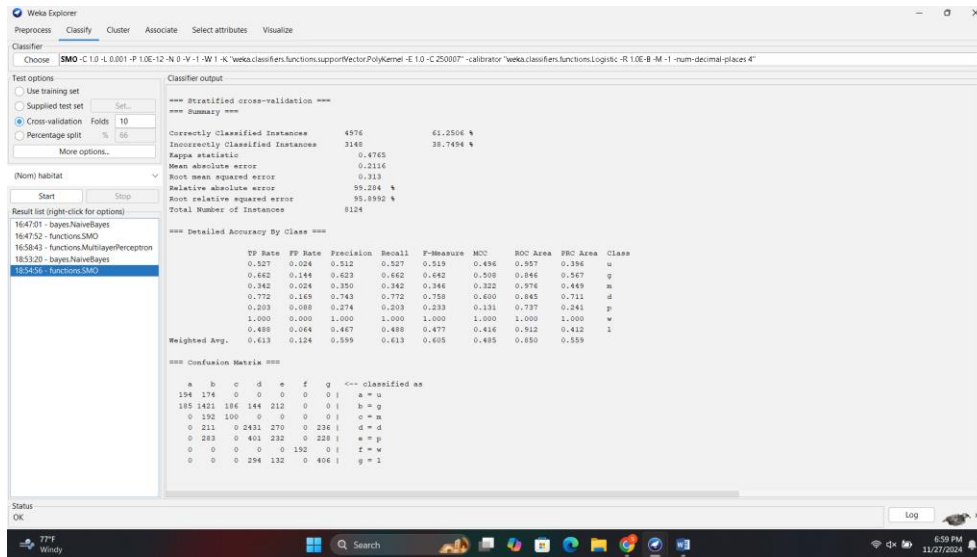 Weka Explorer
Preprocess Classify Cluster Associate Select attributes Visualize
Classifier
Choose SMO -C 1.0 -L 0.001 -P 1.0E-12 -N 0 -V -1 -W 1 -K "weka.classifiers.functions.supportVector.PolyKernel -E 1.0 -C 250007" -calibrator "weka.classifiers.functions.Logistic -R 1.0E-8 -M -1 -num-decimal-places 4"
Test options
Use training set
Supplied test set Set...
Cross-validation Folds 10
Percentage split % 66
More options...
(Nom) habitat
Start Stop
Result list (right-click for options)
16:47:01 - bayes.NaiveBayes
16:47:52 - functions.SMO
16:58:43 - functions.MultilayerPerceptron
18:53:20 - bayes.NaiveBayes
18:54:56 - functions.SMO
Classifier output
=== Stratified cross-validation ===
=== Summary ===
Correctly Classified Instances 4976 61.2506 %
Incorrectly Classified Instances 3148 38.7494 %
Kappa statistic 0.4765
Mean absolute error 0.2116
Root mean squared error 0.313
Relative absolute error 99.284 %
Root relative squared error 95.8992 %
Total Number of Instances 8124
=== Detailed Accuracy By Class ===
TP Rate FP Rate Precision Recall F-Measure MCC ROC Area PRC Area Class
0.527 0.024 0.512 0.527 0.519 0.496 0.957 0.396 u
0.662 0.144 0.623 0.662 0.642 0.508 0.846 0.567 g
0.342 0.024 0.350 0.342 0.346 0.322 0.976 0.449 m
0.772 0.169 0.743 0.772 0.758 0.600 0.845 0.711 d
0.203 0.088 0.274 0.203 0.233 0.131 0.737 0.241 p
1.000 0.000 1.000 1.000 1.000 1.000 1.000 1.000 w
0.488 0.064 0.467 0.488 0.477 0.416 0.912 0.412 l
Weighted Avg. 0.613 0.124 0.599 0.613 0.605 0.485 0.850 0.559
=== Confusion Matrix ===
a b c d e f g <-- classified as
194 174 0 0 0 0 0 | a = u
185 1421 186 144 212 0 0 | b = g
0 192 100 0 0 0 0 | c = m
0 211 0 2431 270 0 236 | d = d
0 283 0 401 232 0 228 | e = p
0 0 0 0 0 192 0 | f = w
0 0 0 294 132 0 406 | g = l
Status
OK
Log
x 0
77°F
Windy
Search
6:59 PM
11/27/2024